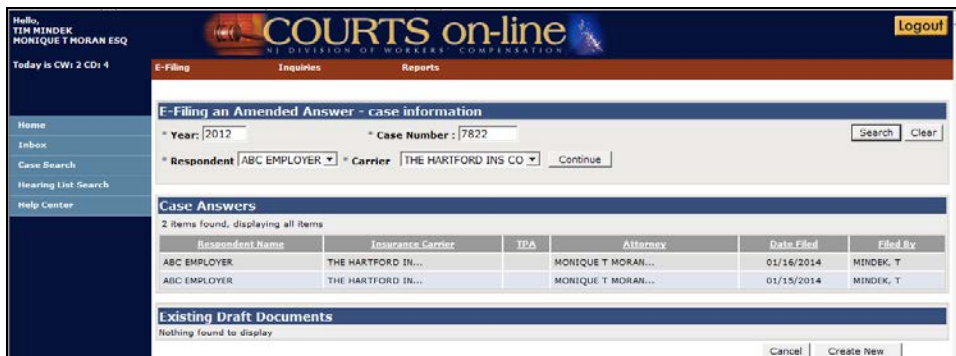 Hello,
TIM MINDEK
MONIQUE T MORAN ESQ
COURTS on-line
NJ DIVISION OF WORKERS' COMPENSATION
Logout
Today is CW: 2 CD: 4
E-Filing Inquiries Reports
Home
Inbox
Case Search
Hearing List Search
Help Center
E-Filing an Amended Answer - case information
* Year: 2012 * Case Number : 7822 Search Clear
* Respondent ABC EMPLOYER * Carrier THE HARTFORD INS CO Continue
Case Answers
2 items found, displaying all items
Respondent Name Insurance Carrier TPA Attorney Date Filed Filed By
ABC EMPLOYER THE HARTFORD IN... MONIQUE T MORAN... 01/16/2014 MINDEK, T
ABC EMPLOYER THE HARTFORD IN... MONIQUE T MORAN... 01/15/2014 MINDEK, T
Existing Draft Documents
Nothing found to display
Cancel Create New